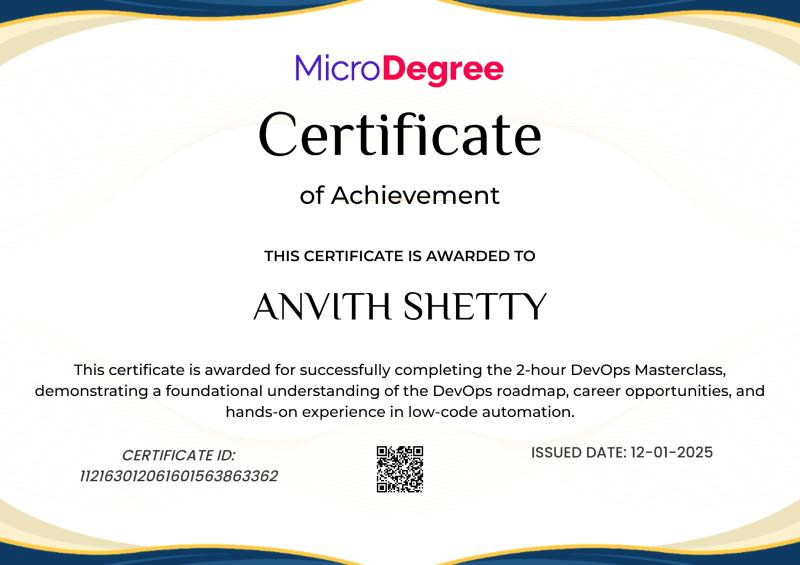 MicroDegree
Certificate
of Achievement
THIS CERTIFICATE IS AWARDED TO
ANVITH SHETTY
This certificate is awarded for successfully completing the 2-hour DevOps Masterclass,
demonstrating a foundational understanding of the DevOps roadmap, career opportunities, and
hands-on experience in low-code automation.
CERTIFICATE ID:
112163012061601563863362
ISSUED DATE: 12-01-2025